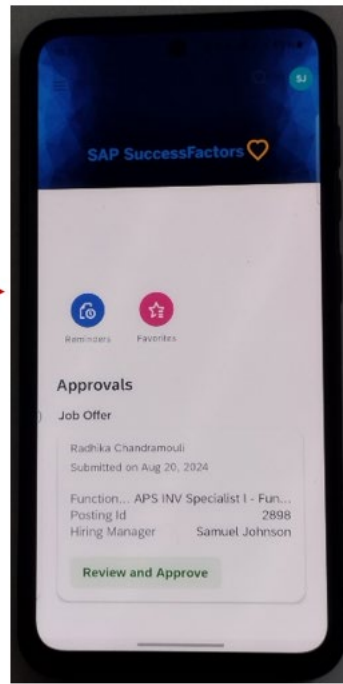 SJ
SAP SuccessFactors
Reminders Favorites
Approvals
Job Offer
Radhika Chandramouli
Submitted on Aug 20, 2024
Function... APS INV Specialist I - Fun...
Posting Id 2898
Hiring Manager Samuel Johnson
Review and Approve